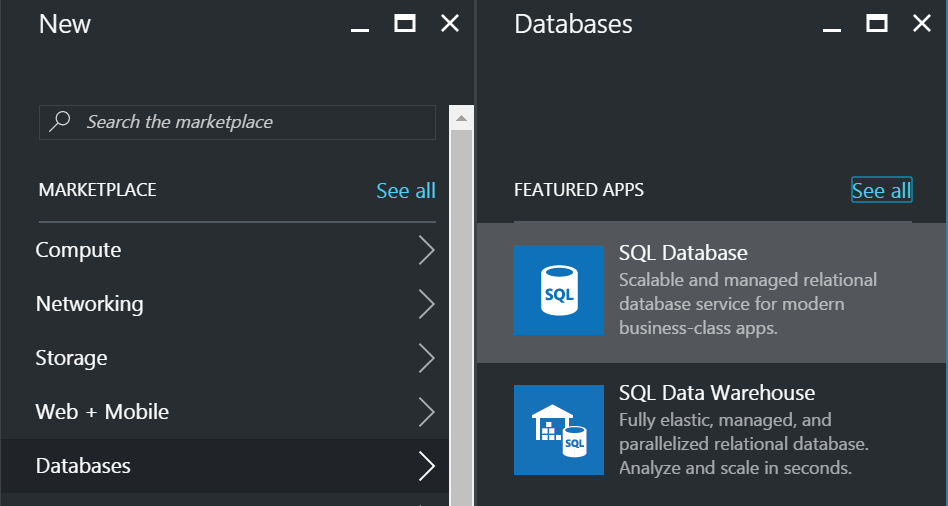 New
Search the marketplace
MARKETPLACE See all
Compute
Networking
Storage
Web + Mobile
Databases
Databases
FEATURED APPS See all
SQL
SQL Database
Scalable and managed relational
database service for modern
business-class apps.
SQL
SQL Data Warehouse
Fully elastic, managed, and
parallelized relational database.
Analyze and scale in seconds.